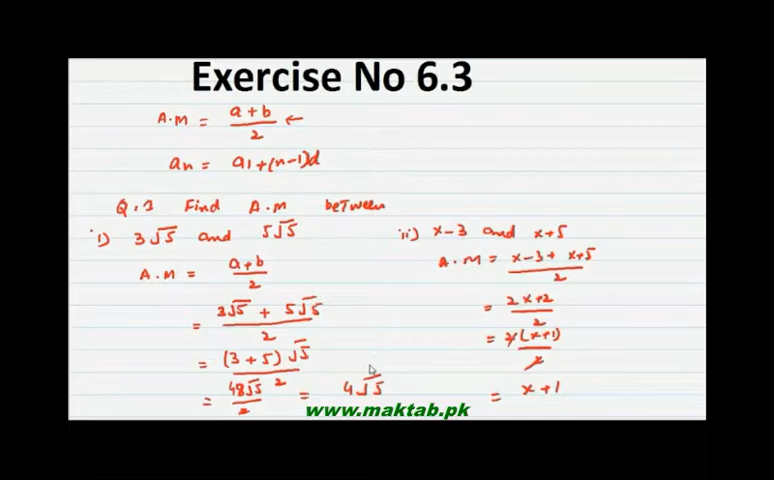 Exercise No 6.3
A.M = a+b/2 ←
an = a1+(n-1)d
Q.1 Find A.M beTween
i) 3√5 and 5√5
A.M = a+b/2
= 3√5 + 5√5/2
= (3+5)√5/2
= 48√5/2 = 4√5
ii) x-3 and x+5
A.M = x-3+x+5/2
= 2x+2/2
= 2(x+1)/2
= x+1
www.maktab.pk